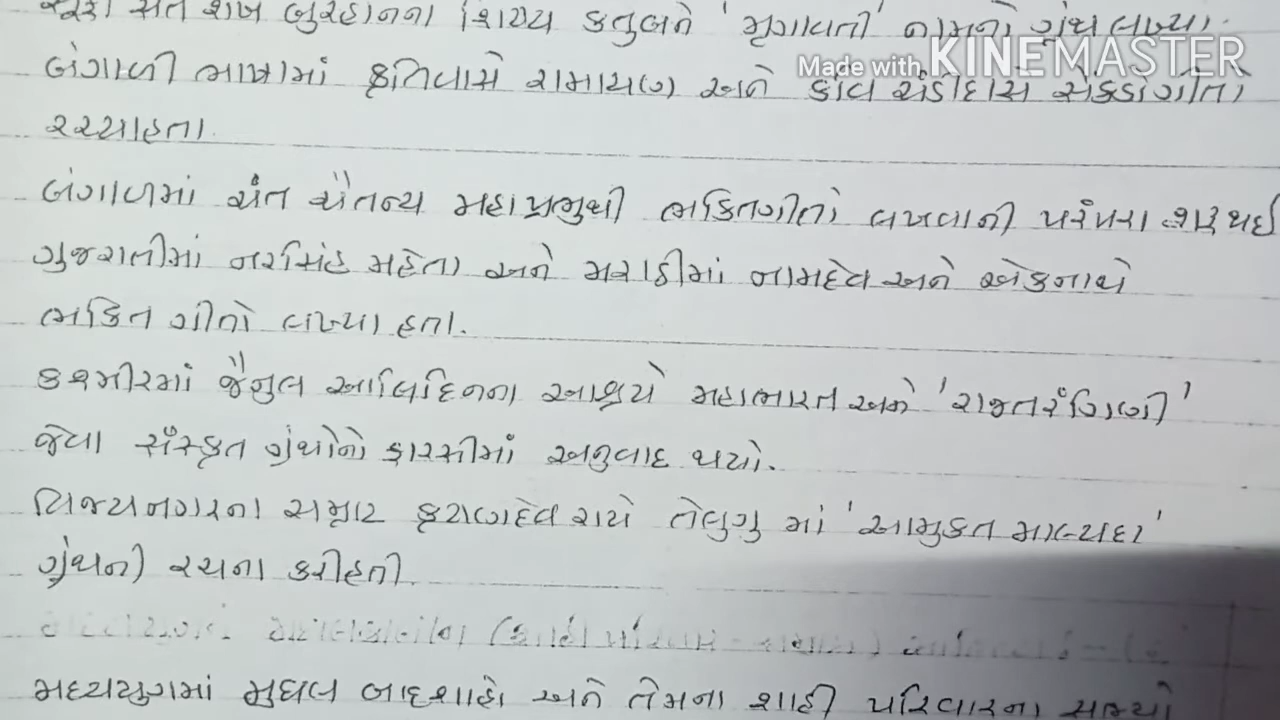 સંત શેખ બુરહાનના શિષ્ય કુતુબને 'મૃગાવતી' નામનો ગ્રંથ લખ્યા.
Made with KINEMASTER
બંગાળી ભાષામાં કૃતિવાસે રામાયણ અને કવિ ચંડીદાસે સેંકડો ગીતો
રચ્યા હતા.
બંગાળમાં સંત ચૈતન્ય મહાપ્રભુથી ભકિતગીતો લખવાની પરંપરા શરૂ થઈ
ગુજરાતીમાં નરસિંહ મહેતા અને મરાઠીમાં નામદેવ અને એકનાથે
ભકિત ગીતો લખ્યા હતા.
કશ્મીરમાં જૈનુલ આબિદિનના આશ્રયે મહાભારત અને 'રાજતરંગિણી'
જેવા સંસ્કૃત ગ્રંથોનો ફારસીમાં અનુવાદ થયો.
વિજયનગરના સમ્રાટ કૃષ્ણદેવ રાયે તેલુગુ માં 'આમુકત માલ્યદા'
ગ્રંથની રચના કરી હતી.
મધ્યયુગમાં મુઘલ બાદશાહો અને તેમના શાહી પરિવારના સભ્યો